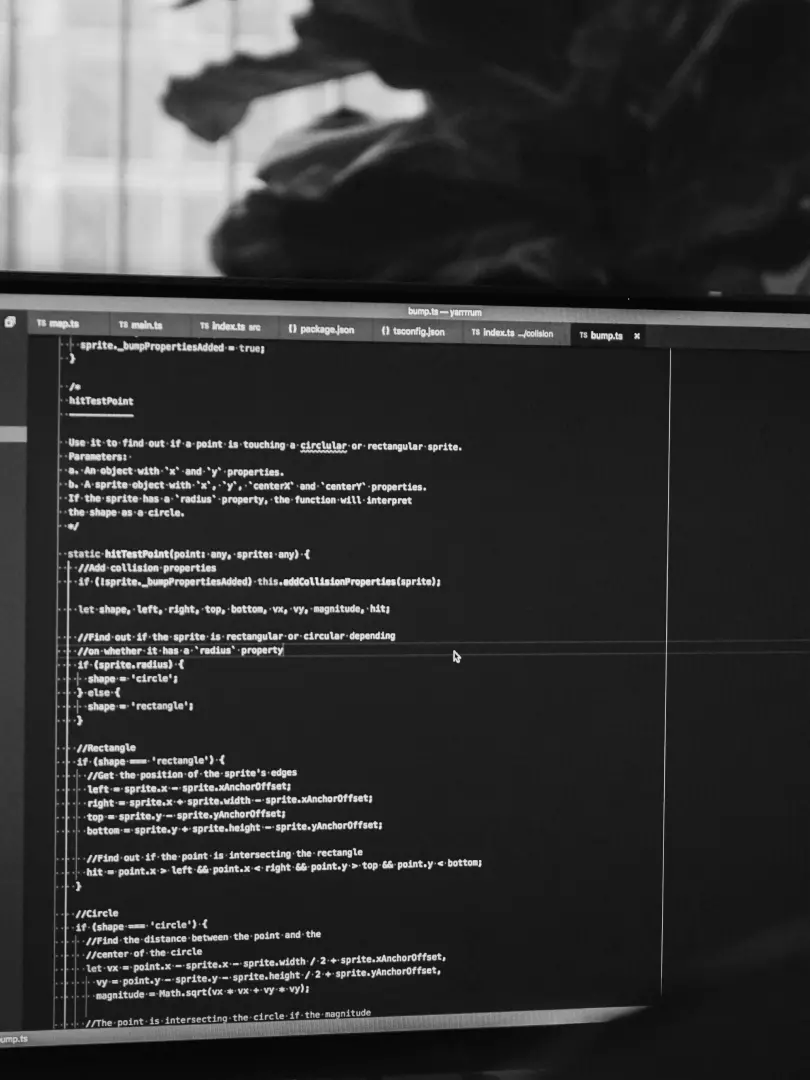 bump.ts — yarrrrum
TS map.ts TS main.ts TS index.ts src {} package.json {} tsconfig.json TS index.ts .../collision TS bump.ts ×
sprite._bumpPropertiesAdded = true;
}
/*
hitTestPoint
Use it to find out if a point is touching a circlular or rectangular sprite.
Parameters:
a. An object with `x` and `y` properties.
b. A sprite object with `x`, `y`, `centerX` and `centerY` properties.
If the sprite has a `radius` property, the function will interpret
the shape as a circle.
*/
static hitTestPoint(point: any, sprite: any) {
//Add collision properties
if (!sprite._bumpPropertiesAdded) this.addCollisionProperties(sprite);
let shape, left, right, top, bottom, vx, vy, magnitude, hit;
//Find out if the sprite is rectangular or circular depending
//on whether it has a `radius` property
if (sprite.radius) {
shape = 'circle';
} else {
shape = 'rectangle';
}
//Rectangle
if (shape === 'rectangle') {
//Get the position of the sprite's edges
left = sprite.x - sprite.xAnchorOffset;
right = sprite.x + sprite.width - sprite.xAnchorOffset;
top = sprite.y - sprite.yAnchorOffset;
bottom = sprite.y + sprite.height - sprite.yAnchorOffset;
//Find out if the point is intersecting the rectangle
hit = point.x > left && point.x < right && point.y > top && point.y < bottom;
}
//Circle
if (shape === 'circle') {
//Find the distance between the point and the
//center of the circle
let vx = point.x - sprite.x - sprite.width / 2 + sprite.xAnchorOffset,
vy = point.y - sprite.y - sprite.height / 2 + sprite.yAnchorOffset,
magnitude = Math.sqrt(vx * vx + vy * vy);
//The point is intersecting the circle if the magnitude
ump.ts